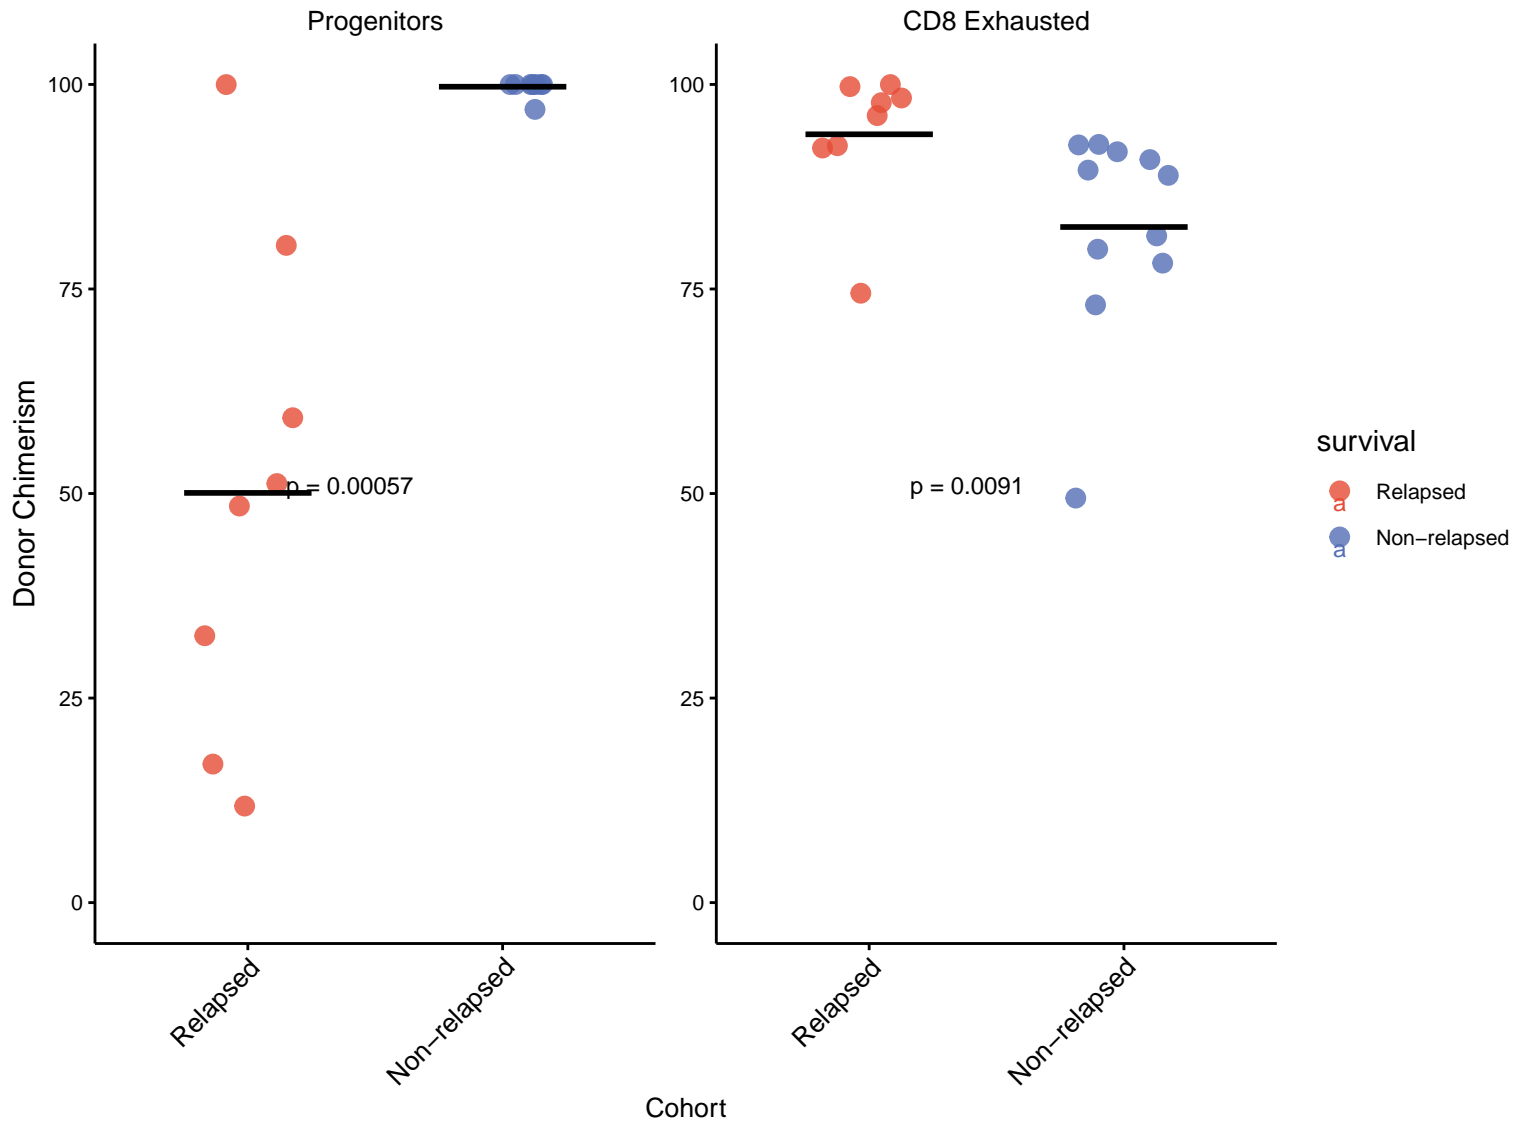 Progenitors
CD8 Exhausted
Donor Chimerism
100
75
50
25
0
p = 0.00057
Relapsed
Non−relapsed
100
75
50
25
0
p = 0.0091
Relapsed
Non−relapsed
Cohort
survival
a Relapsed
a Non−relapsed